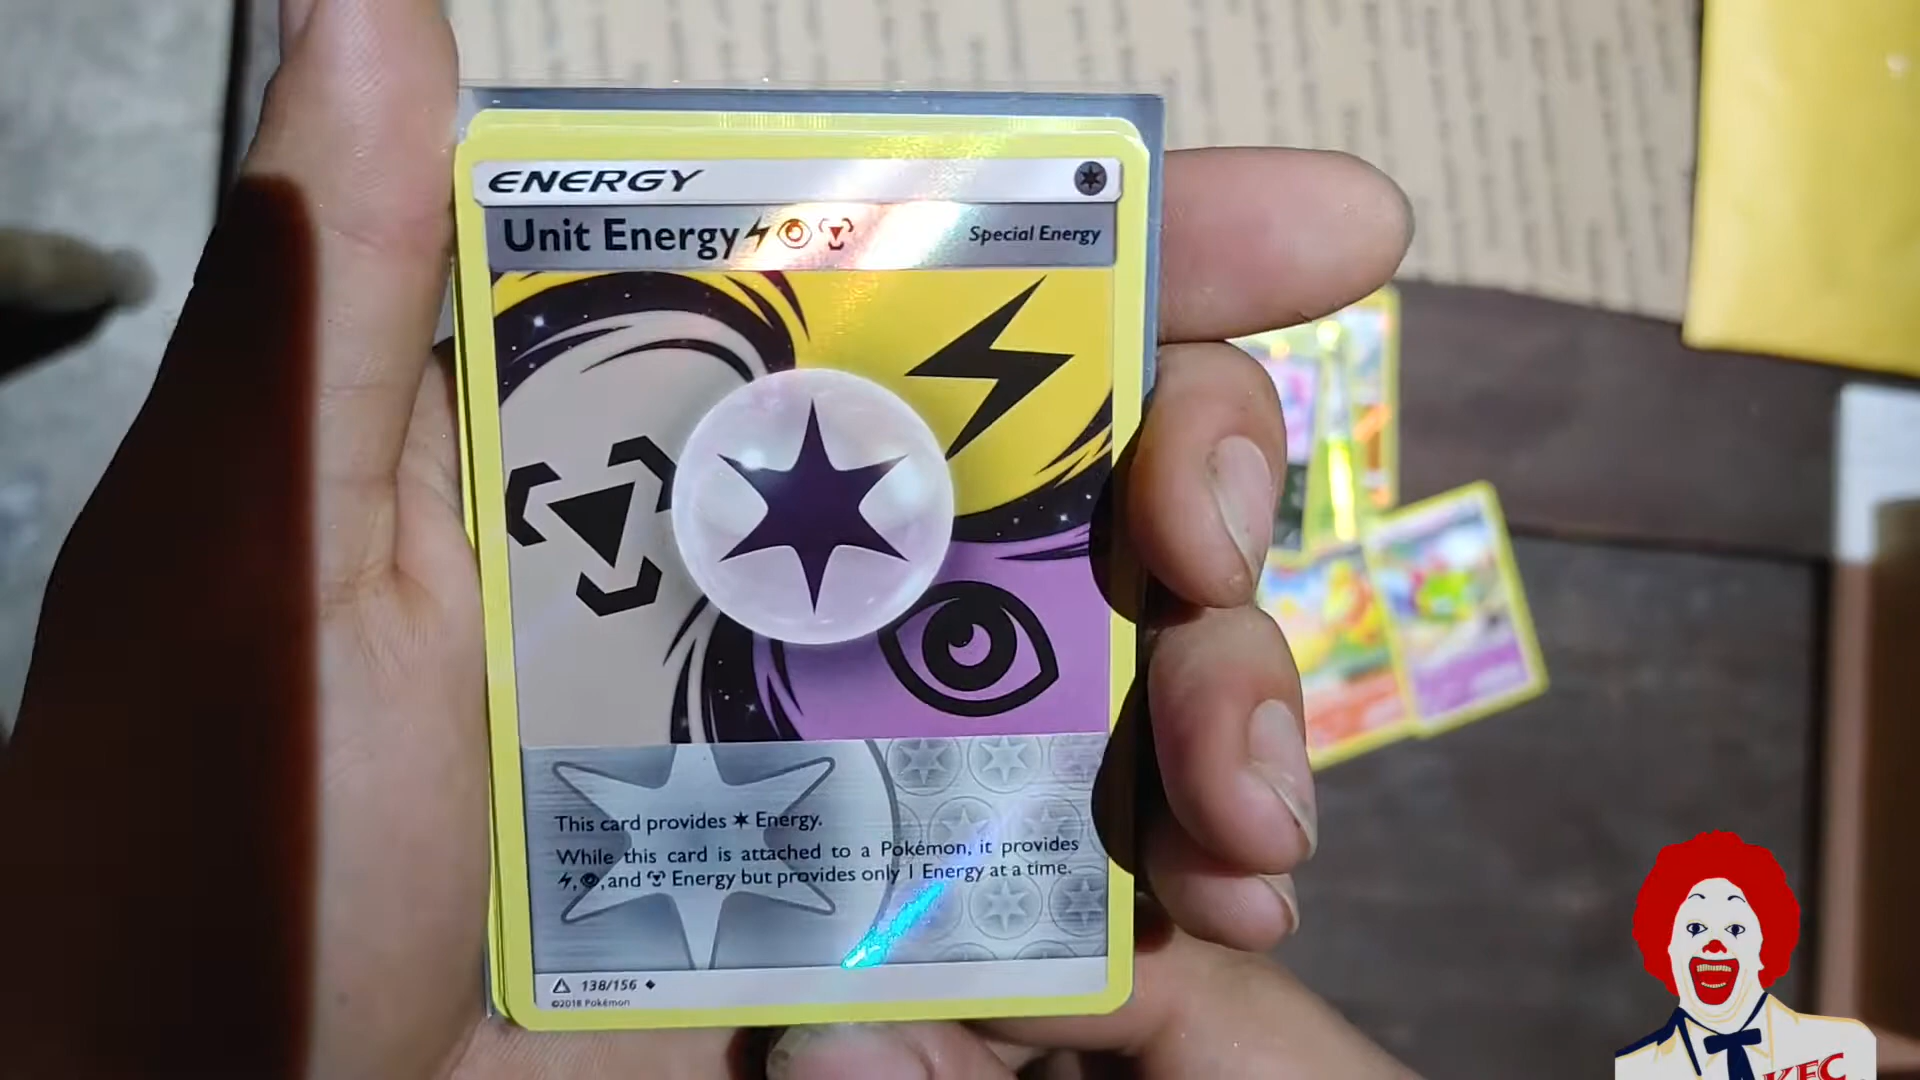 ENERGY
Unit Energy
Special Energy
This card provides Energy.
While this card is attached to a Pokémon, it provides
, , and Energy but provides only 1 Energy at a time.
138/156
©2018 Pokémon
KFC